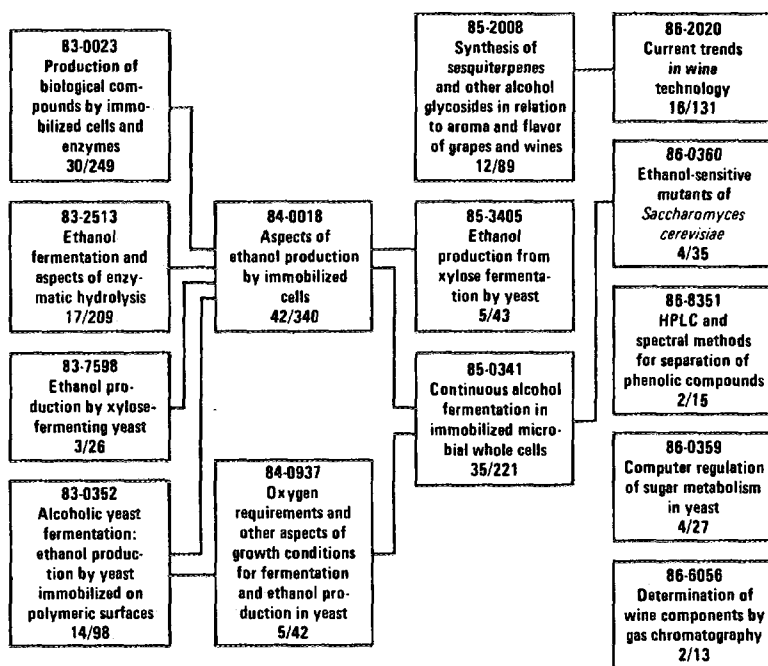 83-0023
Production of
biological com-
pounds by immo-
bilized cells and
enzymes
30/249
83-2513
Ethanol
fermentation and
aspects of enzy-
matic hydrolysis
17/209
83-7598
Ethanol pro-
duction by xylose-
fermenting yeast
3/26
83-0352
Alcoholic yeast
fermentation:
ethanol produc-
tion by yeast
immobilized on
polymeric surfaces
14/98
84-0018
Aspects of
ethanol production
by immobilized
cells
42/340
84-0937
Oxygen
requirements and
other aspects of
growth conditions
for fermentation
and ethanol pro-
duction in yeast
5/42
85-2008
Synthesis of
sesquiterpenes
and other alcohol
glycosides in relation
to aroma and flavor
of grapes and wines
12/89
85-3405
Ethanol
production from
xylose fermenta-
tion by yeast
5/43
85-0341
Continuous alcohol
fermentation in
immobilized micro-
bial whole cells
35/221
86-2020
Current trends
in wine
technology
16/131
86-0360
Ethanol-sensitive
mutants of
Saccharomyces
cerevisiae
4/35
86-8351
HPLC and
spectral methods
for separation of
phenolic compounds
2/15
86-0359
Computer regulation
of sugar metabolism
in yeast
4/27
86-6056
Determination of
wine components by
gas chromatography
2/13